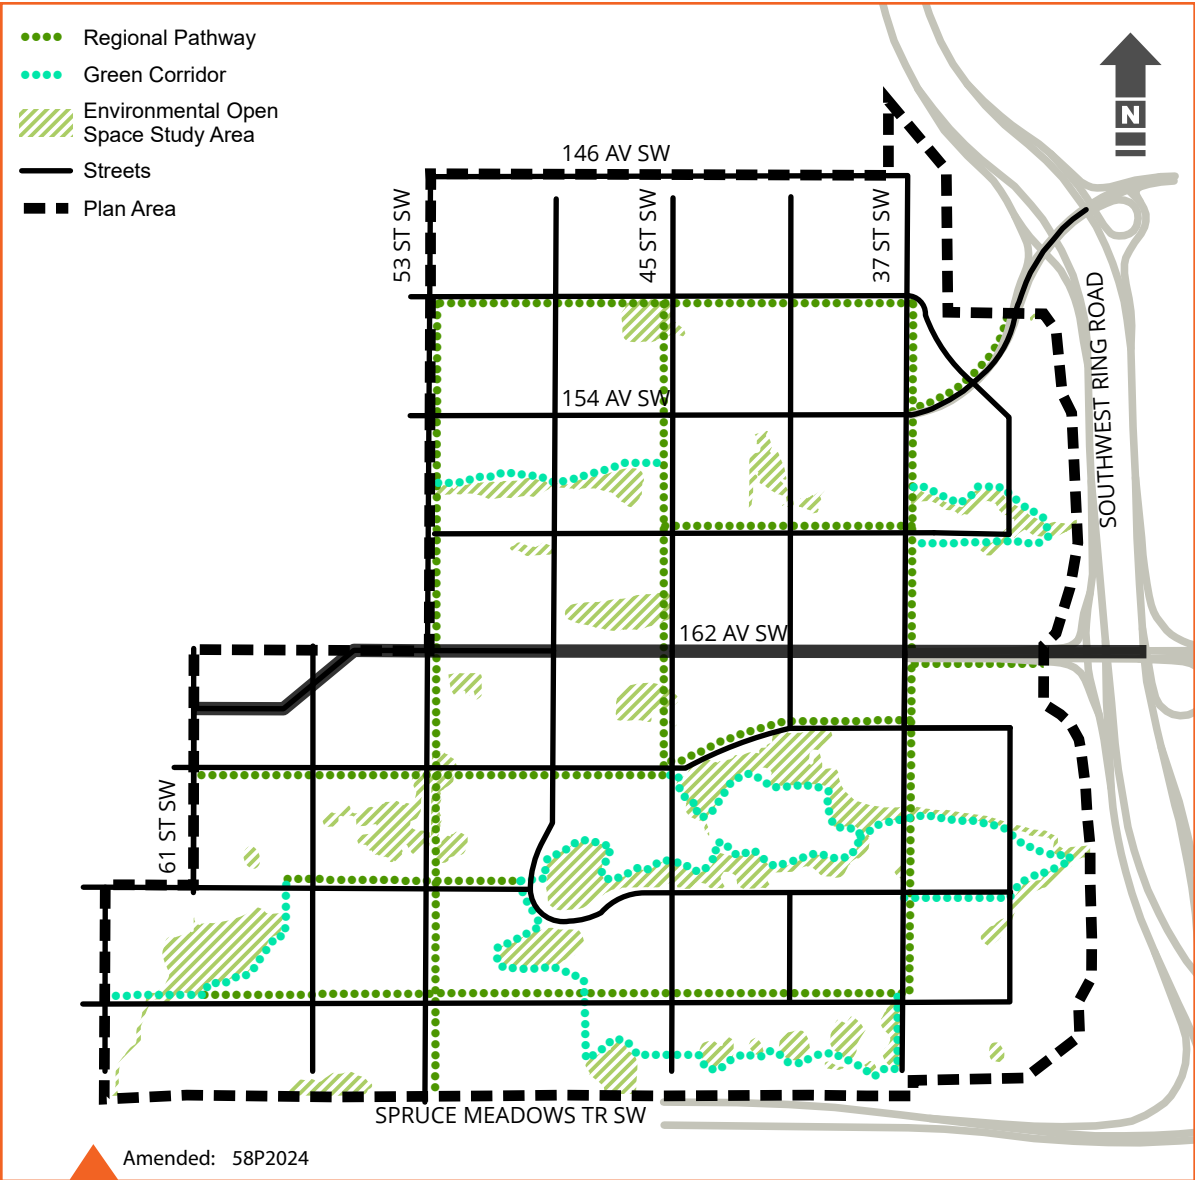 Regional Pathway
Green Corridor
Environmental Open
Space Study Area
Streets
Plan Area
N
146 AV SW
53 ST SW
45 ST SW
37 ST SW
SOUTHWEST RING ROAD
154 AV SW
162 AV SW
61 ST SW
SPRUCE MEADOWS TR SW
Amended: 58P2024